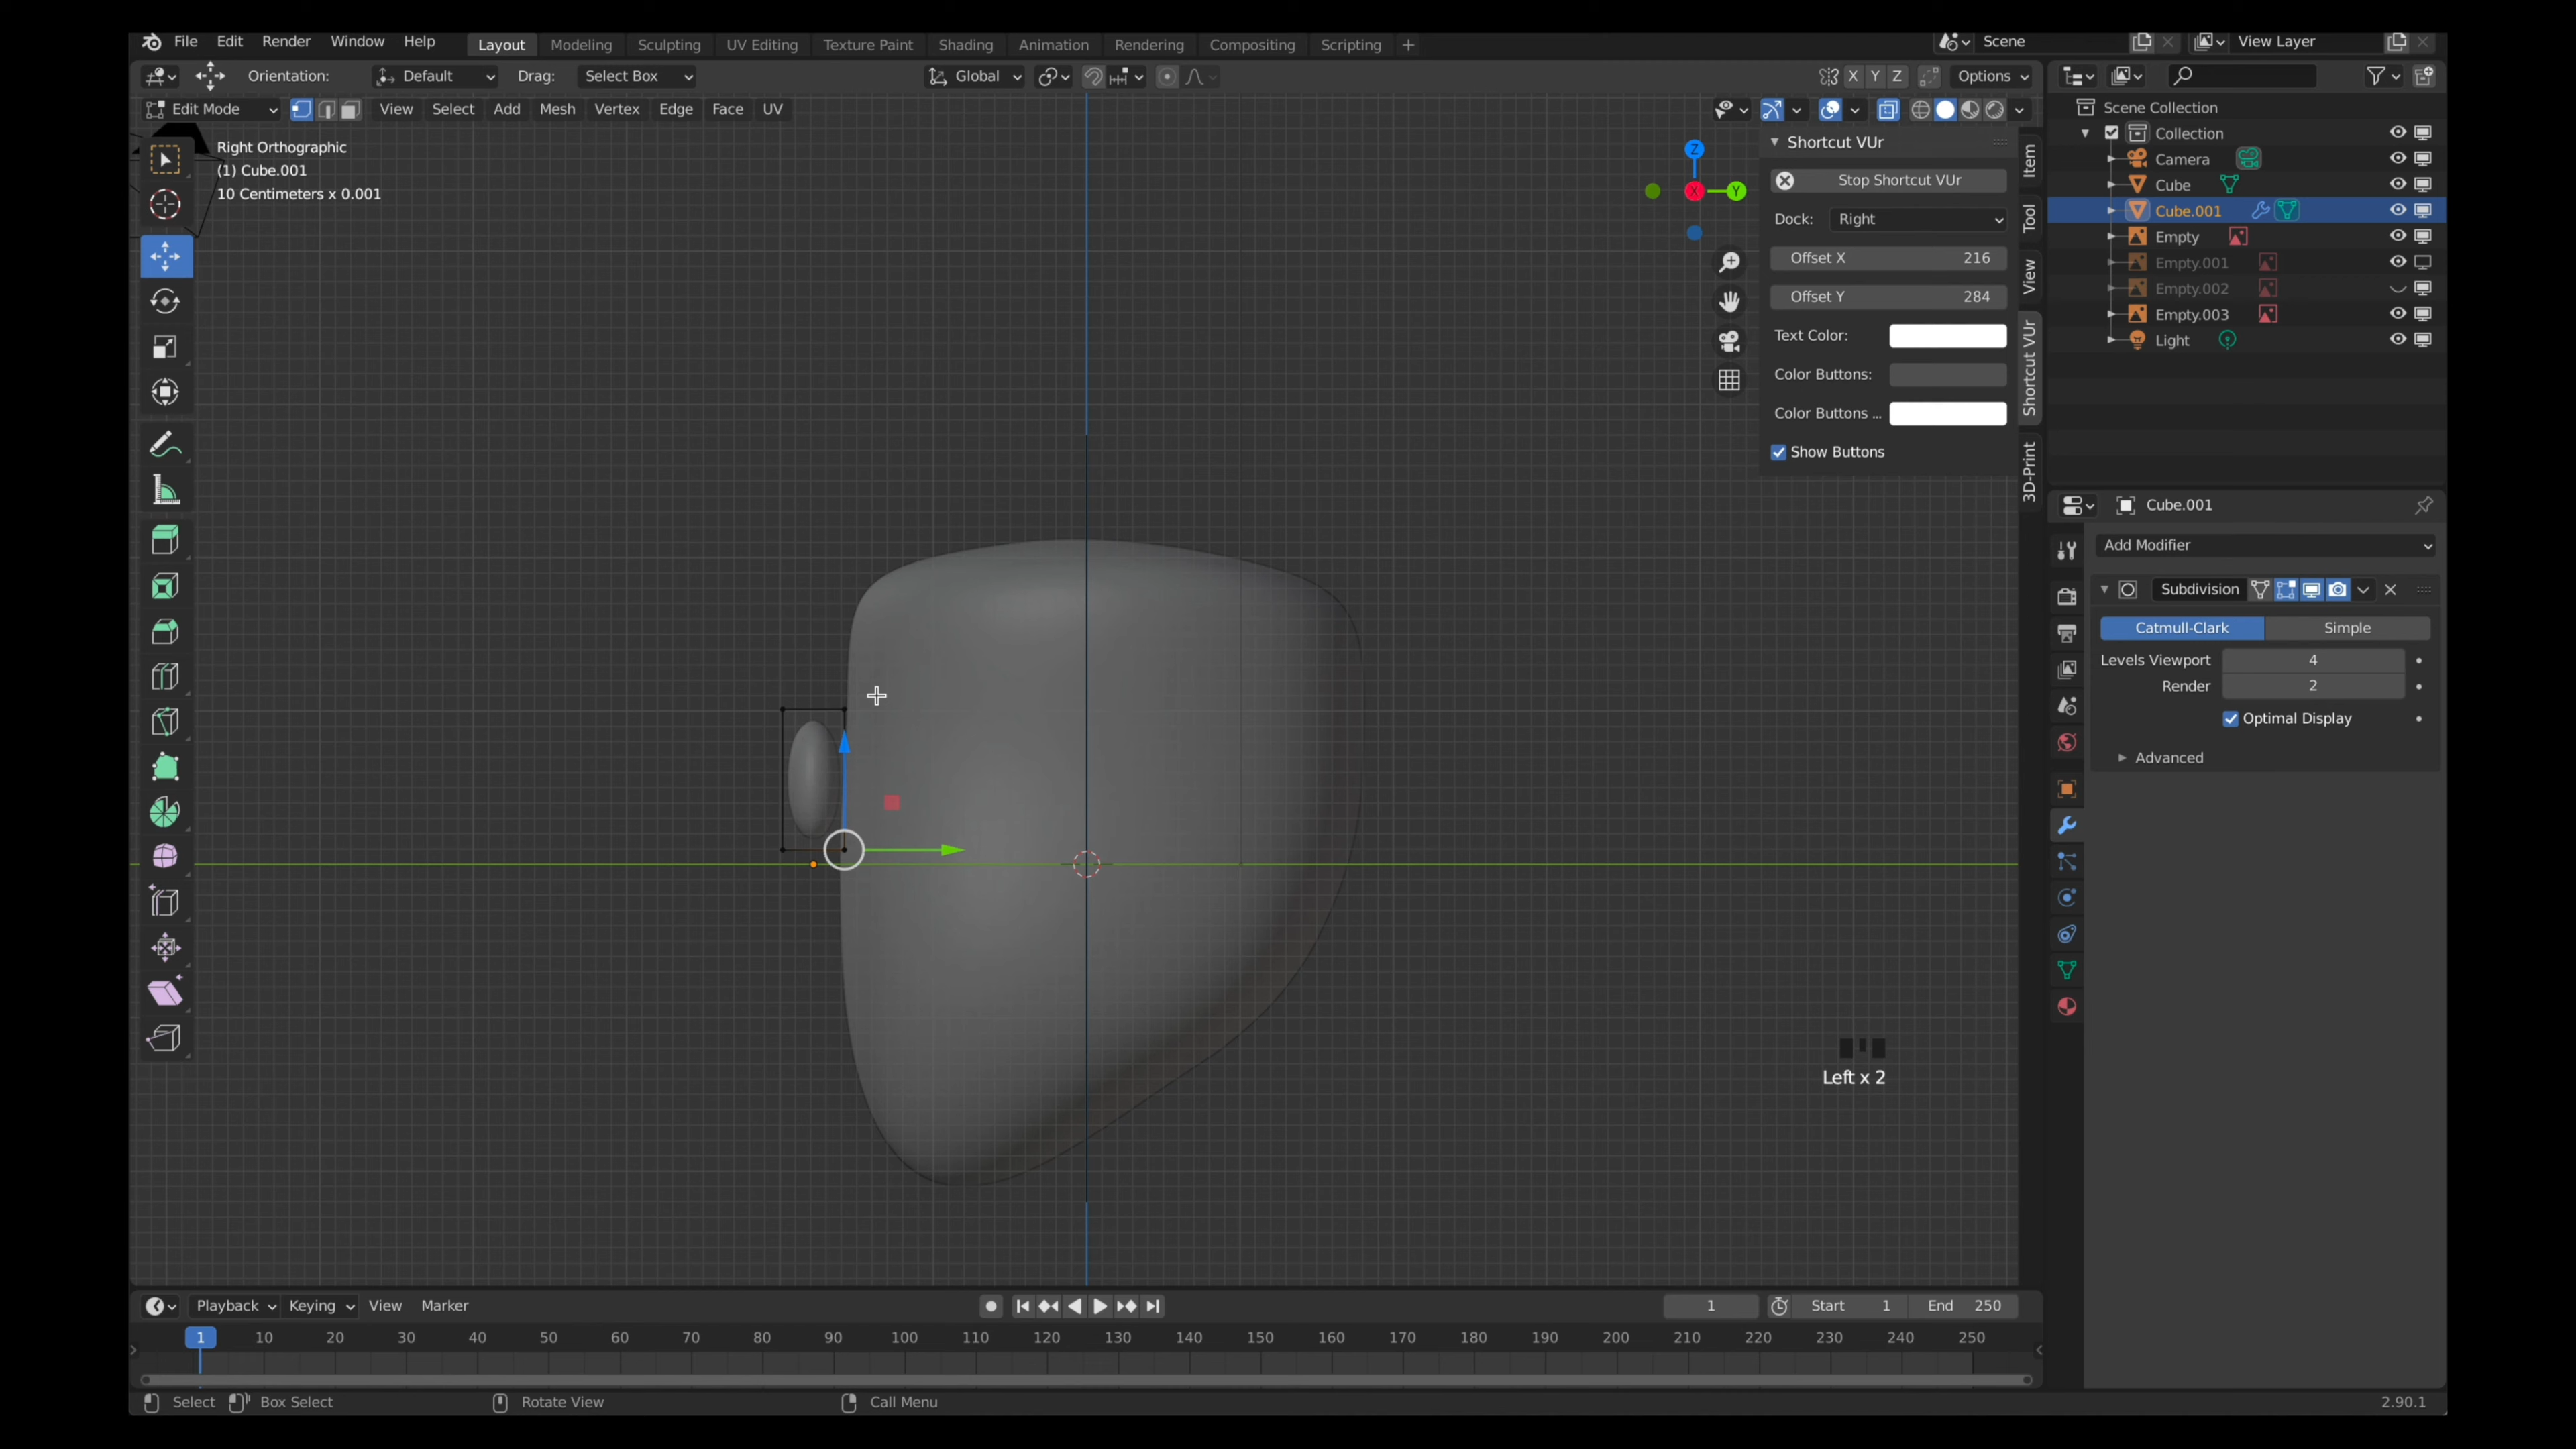 File Edit Render Window Help Layout Modeling Sculpting UV Editing Texture Paint Shading Animation Rendering Compositing Scripting + Scene View Layer
Orientation: Default Drag: Select Box Global X Y Z Options
Edit Mode View Select Add Mesh Vertex Edge Face UV
Right Orthographic
(1) Cube.001
10 Centimeters x 0.001
Z
X
Y
Shortcut VUr
Stop Shortcut VUr
Dock: Right
Offset X 216
Offset Y 284
Text Color:
Color Buttons:
Color Buttons ...
Show Buttons
Item
Tool
View
Shortcut VUr
3D-Print
Scene Collection
Collection
Camera
Cube
Cube.001
Empty
Empty.001
Empty.002
Empty.003
Light
Cube.001
Add Modifier
Subdivision
Catmull-Clark Simple
Levels Viewport 4
Render 2
Optimal Display
Advanced
Left x 2
Playback Keying View Marker 1 Start 1 End 250
1 10 20 30 40 50 60 70 80 90 100 110 120 130 140 150 160 170 180 190 200 210 220 230 240 250
Select Box Select Rotate View Call Menu 2.90.1